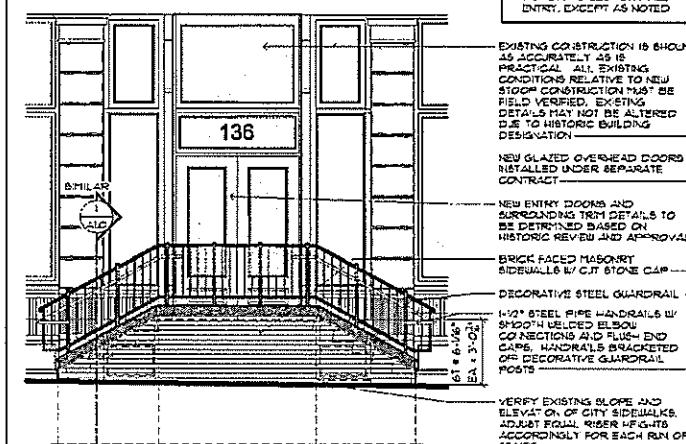 ENTRY, EXCEPT AS NOTED
EXISTING CONSTRUCTION IS SHOWN
AS ACCURATELY AS IS
PRACTICAL. ALL EXISTING
CONDITIONS RELATIVE TO NEW
STOOP CONSTRUCTION MUST BE
FIELD VERIFIED. EXISTING
DETAILS MAY NOT BE ALTERED
DUE TO HISTORIC BUILDING
DESIGNATION
136
NEW GLAZED OVERHEAD DOORS
INSTALLED UNDER SEPARATE
CONTRACT
SIMILAR
1
NEW ENTRY DOORS AND
SURROUNDING TRIM DETAILS TO
BE DETERMINED BASED ON
HISTORIC REVIEW AND APPROVAL
BRICK FACED MASONRY
SIDEWALLS W/ CUT STONE CAP
DECORATIVE STEEL GUARDRAIL
1-1/2" STEEL PIPE HANDRAILS W/
SMOOTH WELDED ELBOW
CONNECTIONS AND FLUSH END
CAPS. HANDRAILS BRACKETED
OFF DECORATIVE GUARDRAIL
POSTS
VERIFY EXISTING SLOPE AND
ELEVATION OF CITY SIDEWALKS.
ADJUST EQUAL RISER HEIGHTS
ACCORDINGLY FOR EACH RUN OF